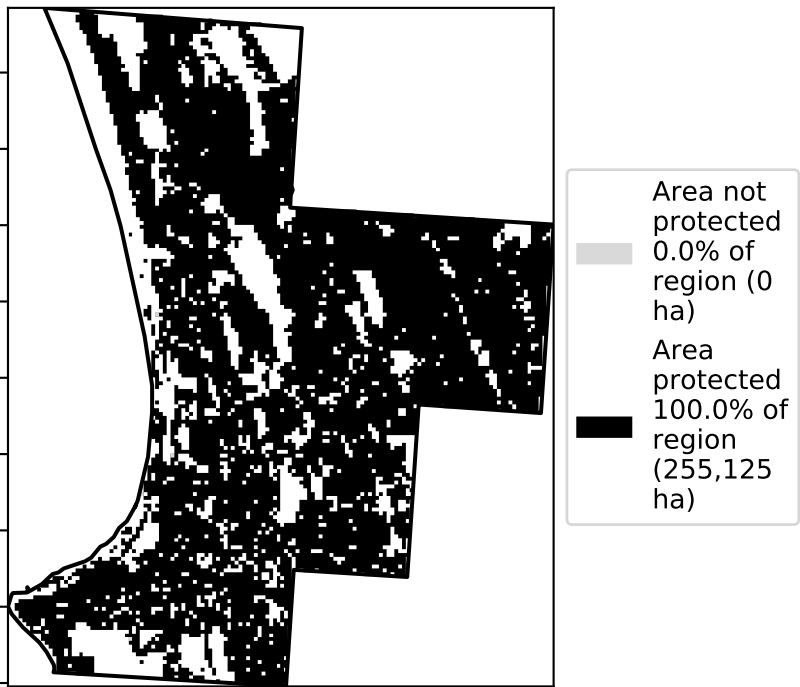 Area not
protected
0.0% of
region (0
ha)
Area
protected
100.0% of
region
(255,125
ha)